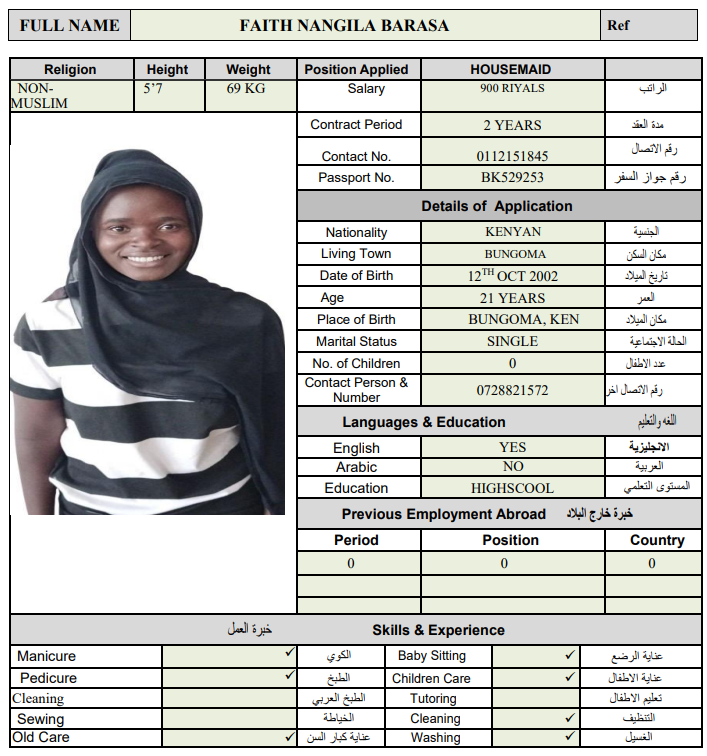 FULL NAME FAITH NANGILA BARASA Ref
Religion Height Weight Position Applied HOUSEMAID
NON-MUSLIM 5’7 69 KG Salary 900 RIYALS الراتب
Contract Period 2 YEARS مدة العقد
Contact No. 0112151845 رقم الاتصال
Passport No. BK529253 رقم جواز السفر
Details of Application
Nationality KENYAN الجنسية
Living Town BUNGOMA مكان السكن
Date of Birth 12TH OCT 2002 تاريخ الميلاد
Age 21 YEARS العمر
Place of Birth BUNGOMA, KEN مكان الميلاد
Marital Status SINGLE الحالة الاجتماعية
No. of Children 0 عدد الاطفال
Contact Person & Number 0728821572 رقم الاتصال اخر
Languages & Education اللغه والتعليم
English YES الانجليزية
Arabic NO العربية
Education HIGHSCOOL المستوى التعلمي
Previous Employment Abroad خبرة خارج البلاد
Period Position Country
0 0 0
خبرة العمل Skills & Experience
Manicure ✓ الكوي Baby Sitting ✓ عناية الرضع
Pedicure ✓ الطبخ Children Care ✓ عناية الاطفال
Cleaning الطبخ العربي Tutoring تعليم الاطفال
Sewing الخياطة Cleaning ✓ التنظيف
Old Care ✓ عناية كبار السن Washing ✓ الغسيل